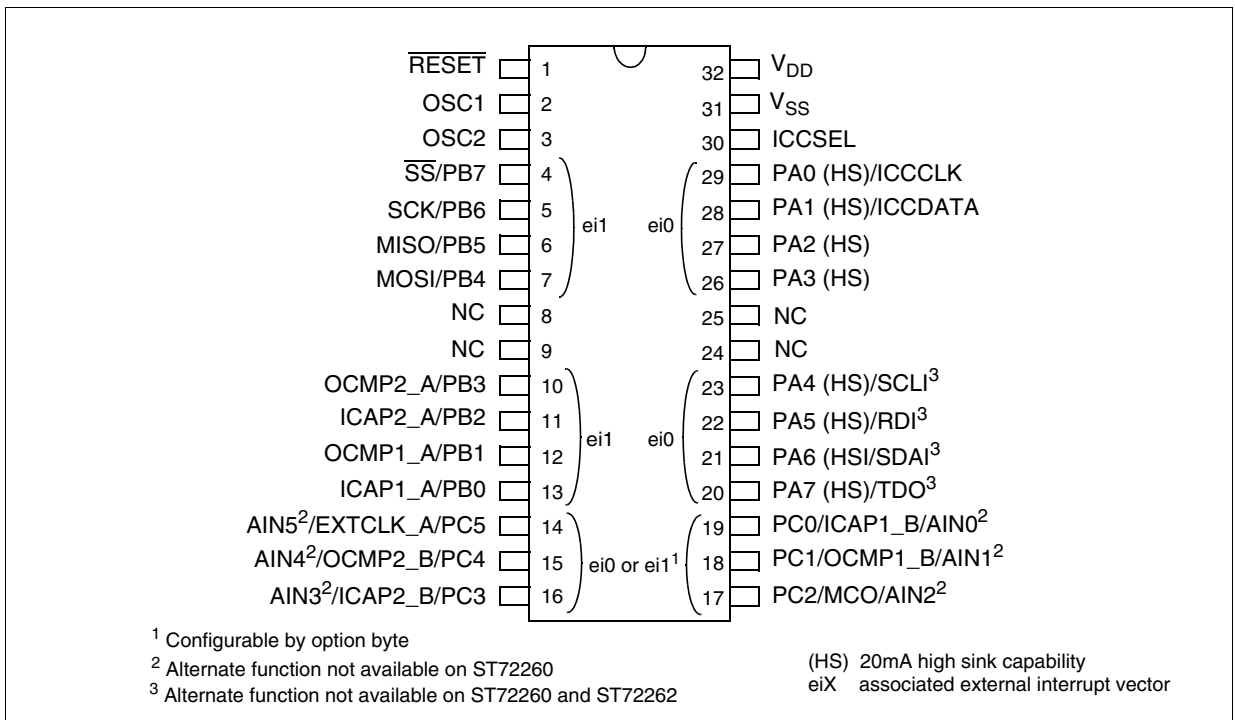 RESET 1 32 VDD
OSC1 2 31 VSS
OSC2 3 30 ICCSEL
SS/PB7 4 29 PA0 (HS)/ICCCLK
SCK/PB6 5 28 PA1 (HS)/ICCDATA
ei1 ei0
MISO/PB5 6 27 PA2 (HS)
MOSI/PB4 7 26 PA3 (HS)
NC 8 25 NC
NC 9 24 NC
OCMP2_A/PB3 10 23 PA4 (HS)/SCLI³
ICAP2_A/PB2 11 22 PA5 (HS)/RDI³
ei1 ei0
OCMP1_A/PB1 12 21 PA6 (HSI/SDAI³
ICAP1_A/PB0 13 20 PA7 (HS)/TDO³
AIN5²/EXTCLK_A/PC5 14 19 PC0/ICAP1_B/AIN0²
AIN4²/OCMP2_B/PC4 15 ei0 or ei1¹ 18 PC1/OCMP1_B/AIN1²
AIN3²/ICAP2_B/PC3 16 17 PC2/MCO/AIN2²
¹ Configurable by option byte
² Alternate function not available on ST72260
³ Alternate function not available on ST72260 and ST72262
(HS) 20mA high sink capability
eiX associated external interrupt vector